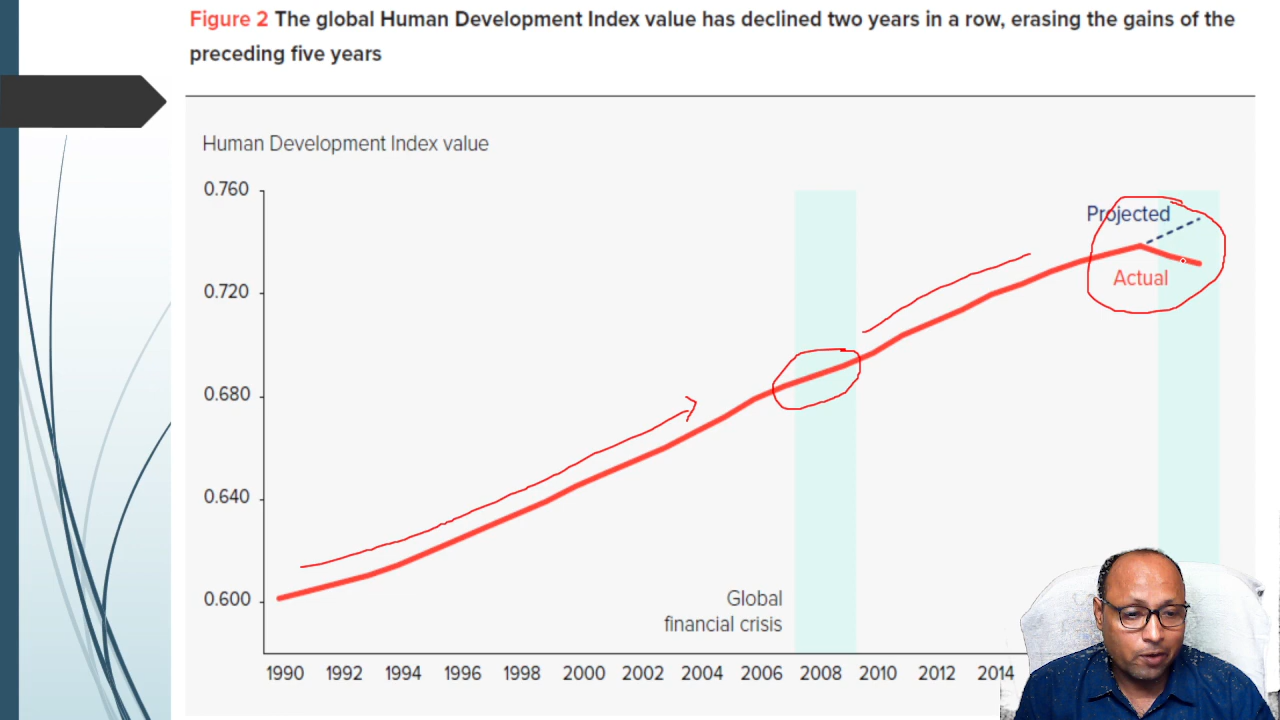 Figure 2 The global Human Development Index value has declined two years in a row, erasing the gains of the
preceding five years
Human Development Index value
0.760
0.720
0.680
0.640
0.600
Projected
Actual
Global
financial crisis
1990 1992 1994 1996 1998 2000 2002 2004 2006 2008 2010 2012 2014